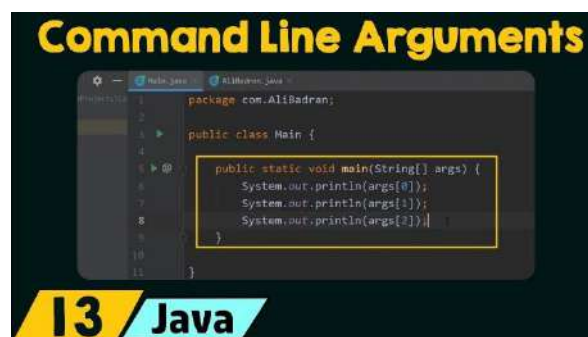 Command Line Arguments
Main.java
AliBadran.java
1 package com.AliBadran;
2
3 public class Main {
4
5 public static void main(String[] args) {
6 System.out.println(args[0]);
7 System.out.println(args[1]);
8 System.out.println(args[2]);
9 }
10
11 }
13 Java